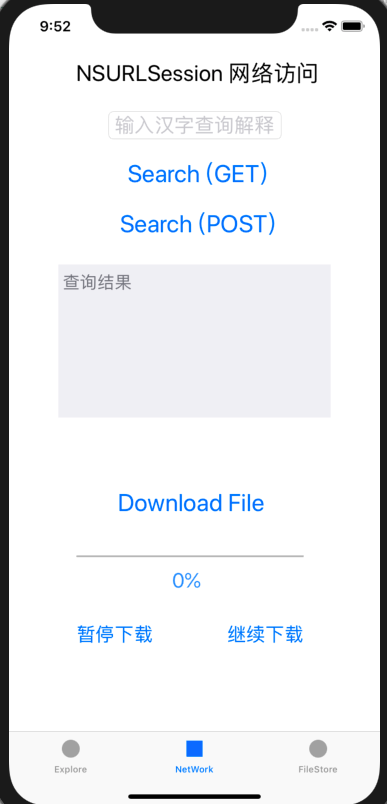 9:52
NSURLSession 网络访问
输入汉字查询解释
Search (GET)
Search (POST)
查询结果
Download File
0%
暂停下载 继续下载
Explore NetWork FileStore